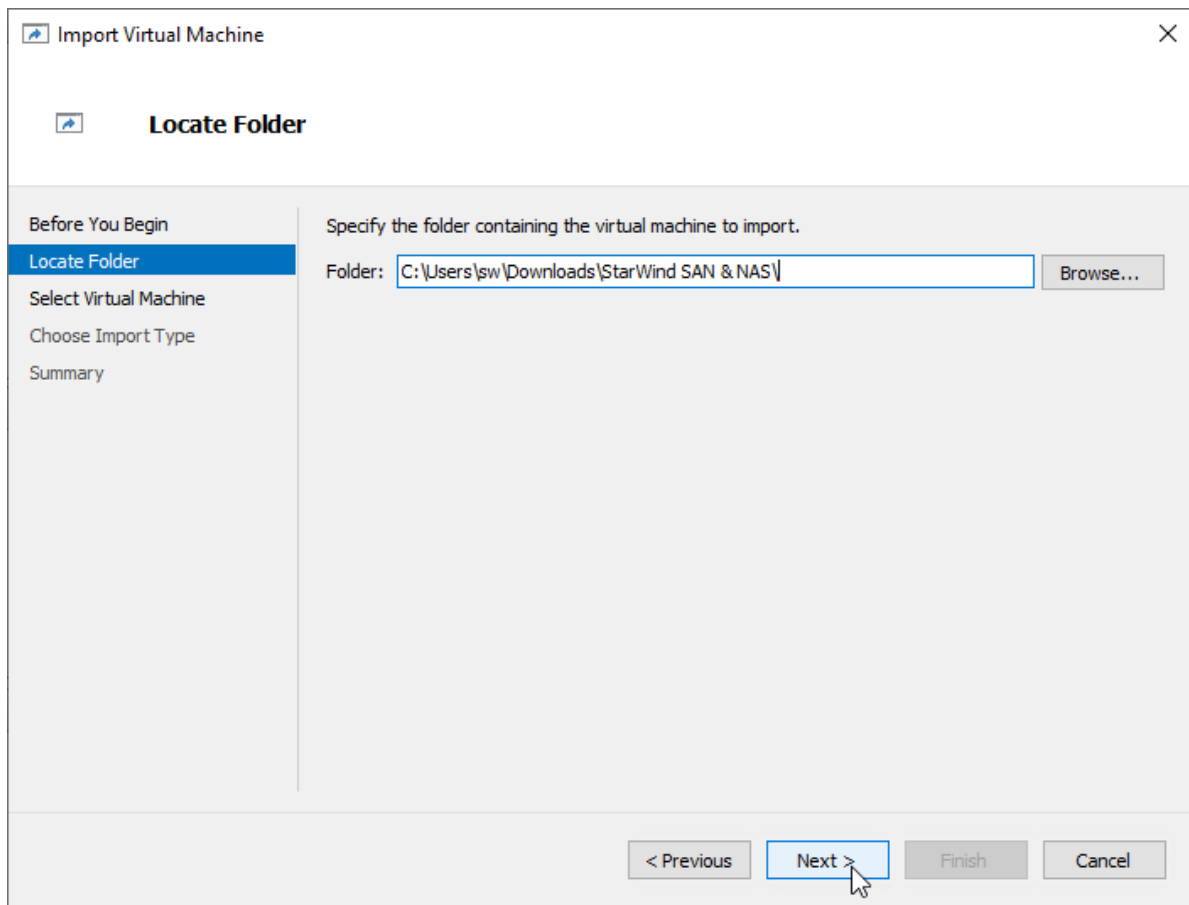 Import Virtual Machine
Locate Folder
Before You Begin
Locate Folder
Select Virtual Machine
Choose Import Type
Summary
Specify the folder containing the virtual machine to import.
Folder: C:\Users\sw\Downloads\StarWind SAN & NAS\ Browse...
< Previous Next > Finish Cancel